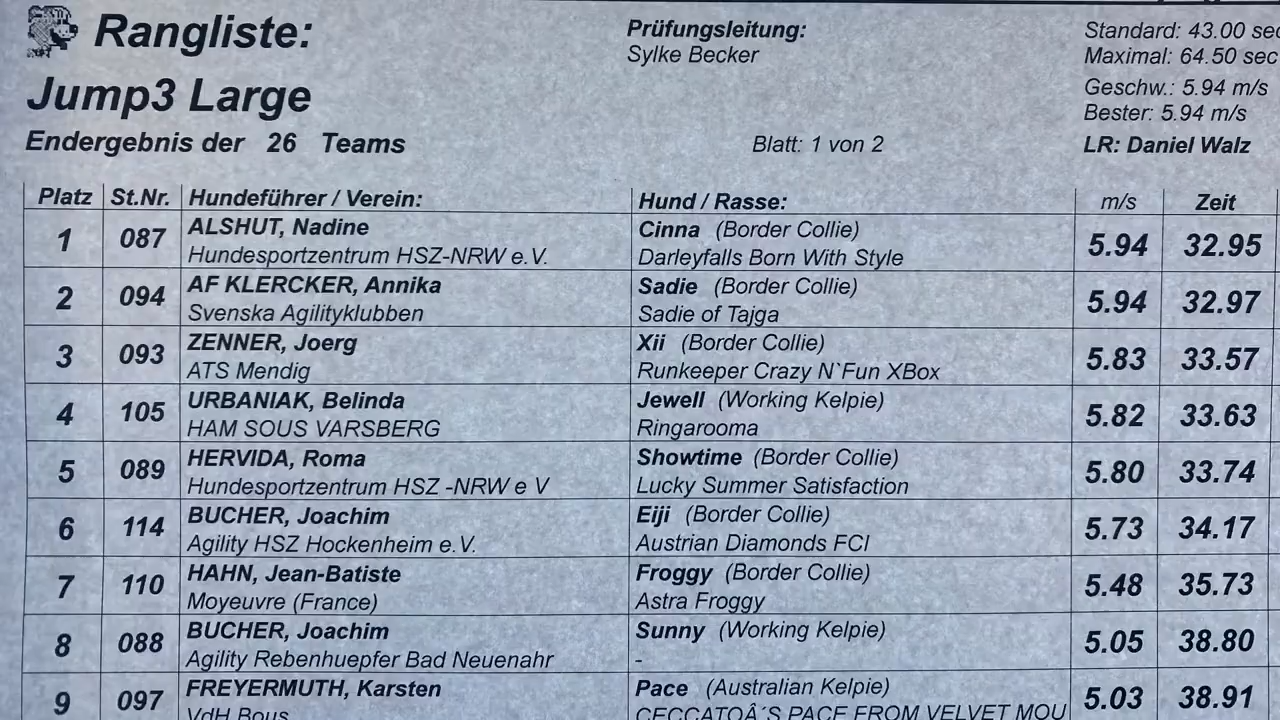 Rangliste:
Prüfungsleitung:
Sylke Becker
Standard: 43.00 sec
Maximal: 64.50 sec
Jump3 Large
Geschw.: 5.94 m/s
Bester: 5.94 m/s
Endergebnis der 26 Teams
Blatt: 1 von 2
LR: Daniel Walz
Platz St.Nr. Hundeführer / Verein: Hund / Rasse: m/s Zeit
1 087 ALSHUT, Nadine Cinna (Border Collie) 5.94 32.95
Hundesportzentrum HSZ-NRW e.V. Darleyfalls Born With Style
2 094 AF KLERCKER, Annika Sadie (Border Collie) 5.94 32.97
Svenska Agilityklubben Sadie of Tajga
3 093 ZENNER, Joerg Xii (Border Collie) 5.83 33.57
ATS Mendig Runkeeper Crazy N`Fun XBox
4 105 URBANIAK, Belinda Jewell (Working Kelpie) 5.82 33.63
HAM SOUS VARSBERG Ringarooma
5 089 HERVIDA, Roma Showtime (Border Collie) 5.80 33.74
Hundesportzentrum HSZ -NRW e V Lucky Summer Satisfaction
6 114 BUCHER, Joachim Eiji (Border Collie) 5.73 34.17
Agility HSZ Hockenheim e.V. Austrian Diamonds FCI
7 110 HAHN, Jean-Batiste Froggy (Border Collie) 5.48 35.73
Moyeuvre (France) Astra Froggy
8 088 BUCHER, Joachim Sunny (Working Kelpie) 5.05 38.80
Agility Rebenhuepfer Bad Neuenahr -
9 097 FREYERMUTH, Karsten Pace (Australian Kelpie) 5.03 38.91
VdH Bous CECCATOÂ´S PACE FROM VELVET MOU